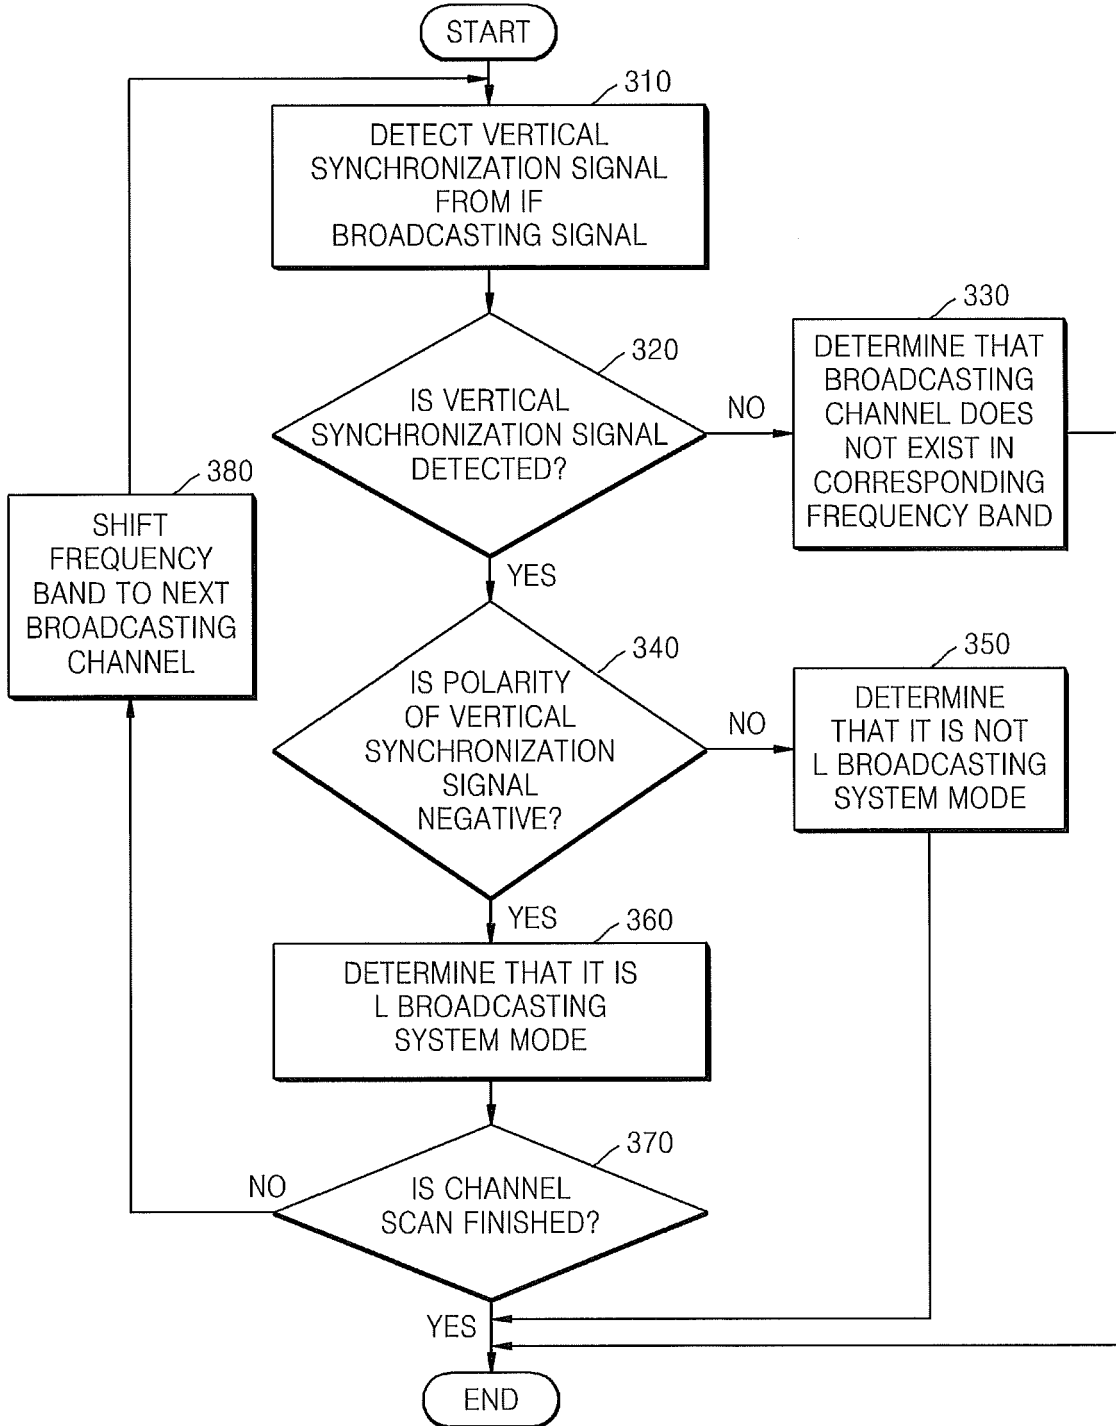 START
310
DETECT VERTICAL
SYNCHRONIZATION SIGNAL
FROM IF
BROADCASTING SIGNAL
320
IS VERTICAL
SYNCHRONIZATION SIGNAL
DETECTED?
NO
330
DETERMINE THAT
BROADCASTING
CHANNEL DOES
NOT EXIST IN
CORRESPONDING
FREQUENCY BAND
380
SHIFT
FREQUENCY
BAND TO NEXT
BROADCASTING
CHANNEL
YES
340
IS POLARITY
OF VERTICAL
SYNCHRONIZATION
SIGNAL
NEGATIVE?
NO
350
DETERMINE
THAT IT IS NOT
L BROADCASTING
SYSTEM MODE
YES
360
DETERMINE THAT IT IS
L BROADCASTING
SYSTEM MODE
370
IS CHANNEL
SCAN FINISHED?
NO
YES
END